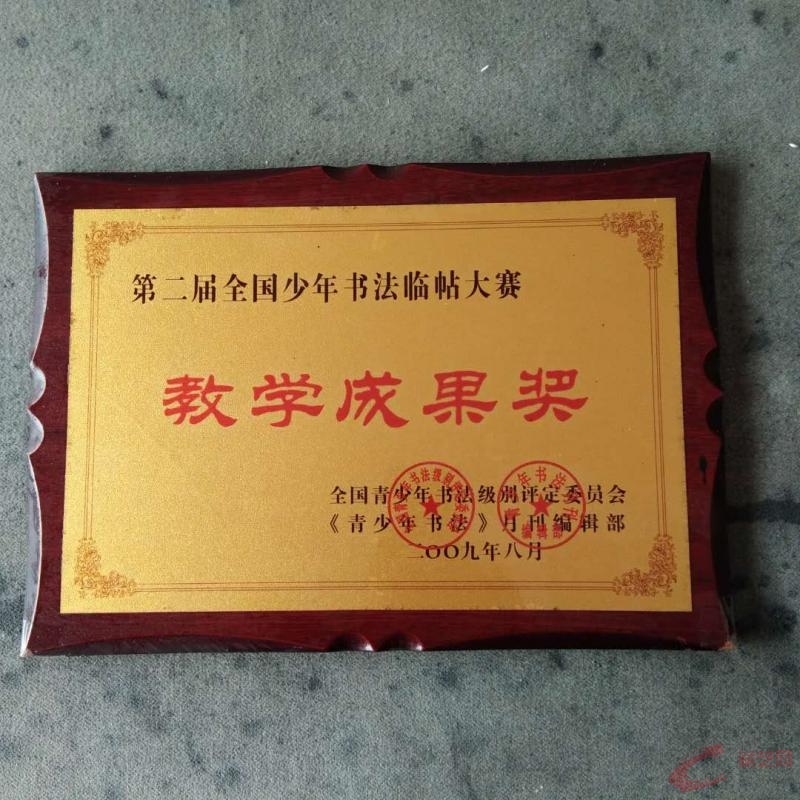 第二届全国少年书法临帖大赛
教学成果奖
全国青少年书法级别评定委员会
《青少年书法》月刊编辑部
二〇〇九年八月